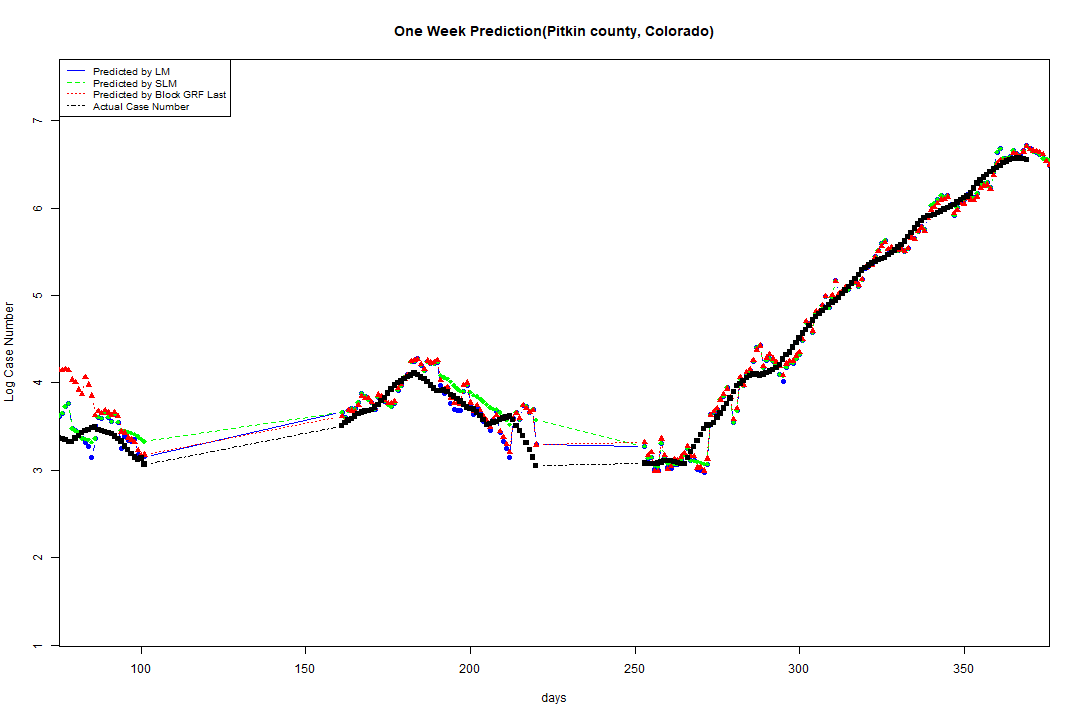 One Week Prediction(Pitkin county, Colorado)
Predicted by LM
Predicted by SLM
Predicted by Block GRF Last
Actual Case Number
7
6
5
4
3
2
1
Log Case Number
100 150 200 250 300 350
days